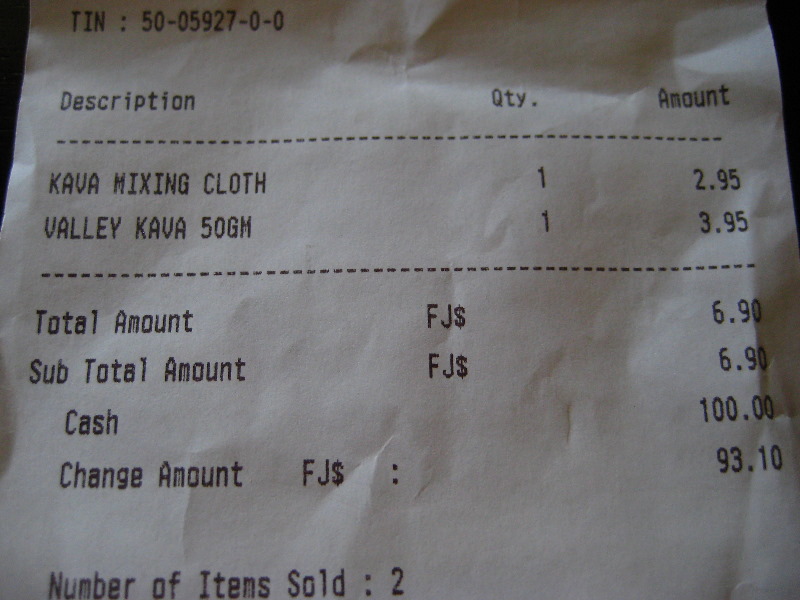 TIN : 50-05927-0-0
Description Qty. Amount
KAVA MIXING CLOTH 1 2.95
VALLEY KAVA 50GM 1 3.95
Total Amount FJ$ 6.90
Sub Total Amount FJ$ 6.90
Cash 100.00
Change Amount FJ$ : 93.10
Number of Items Sold : 2